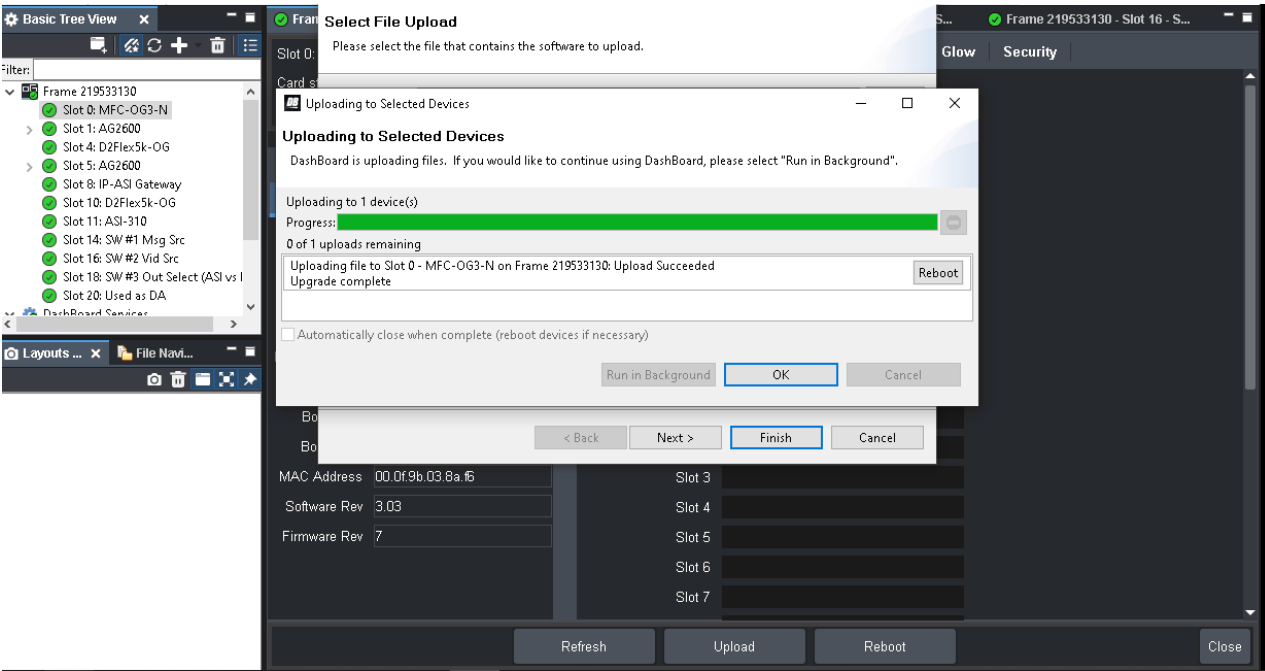 Basic Tree View
Filter:
Frame 219533130
Slot 0: MFC-OG3-N
Slot 1: AG2600
Slot 4: D2Flex5k-OG
Slot 5: AG2600
Slot 8: IP-ASI Gateway
Slot 10: D2Flex5k-OG
Slot 11: ASI-310
Slot 14: SW #1 Msg Src
Slot 16: SW #2 Vid Src
Slot 18: SW #3 Out Select (ASI vs I
Slot 20: Used as DA
DashBoard Services
Layouts ...
File Navi...
Fran
S...
Frame 219533130 - Slot 16 - S...
Slot 0:
Glow
Security
Card st
Select File Upload
Please select the file that contains the software to upload.
Uploading to Selected Devices
Uploading to Selected Devices
DashBoard is uploading files. If you would like to continue using DashBoard, please select "Run in Background".
Uploading to 1 device(s)
Progress:
0 of 1 uploads remaining
Uploading file to Slot 0 - MFC-OG3-N on Frame 219533130: Upload Succeeded
Upgrade complete
Reboot
Automatically close when complete (reboot devices if necessary)
Run in Background
OK
Cancel
Bo
Bo
< Back
Next >
Finish
Cancel
MAC Address 00.0f.9b.03.8a.f6
Software Rev 3.03
Firmware Rev 7
Slot 3
Slot 4
Slot 5
Slot 6
Slot 7
Refresh
Upload
Reboot
Close